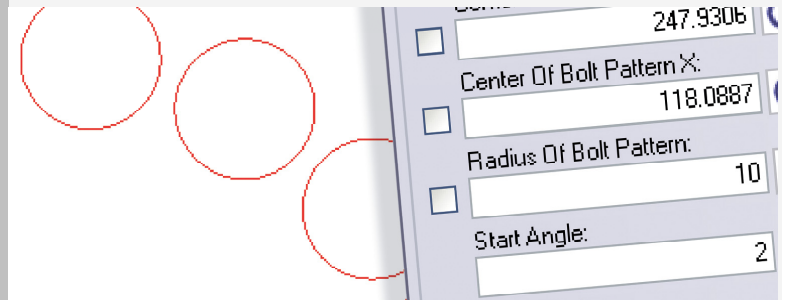 247.9306
Center Of Bolt Pattern X:
118.0887
Radius Of Bolt Pattern:
10
Start Angle:
2